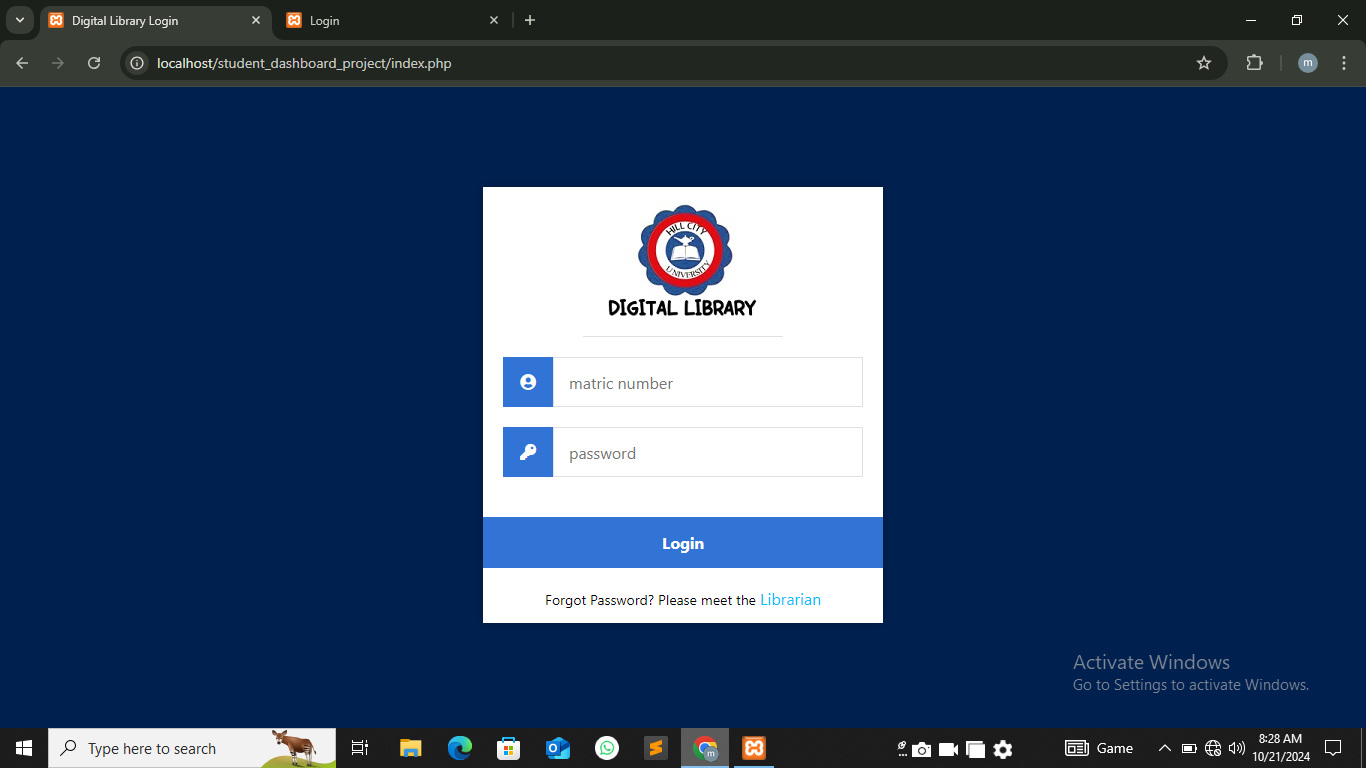 Digital Library Login
Login
localhost/student_dashboard_project/index.php
m
HILL CITY
UNIVERSITY
DIGITAL LIBRARY
matric number
password
Login
Forgot Password? Please meet the Librarian
Activate Windows
Go to Settings to activate Windows.
Type here to search
m
Game
8:28 AM
10/21/2024